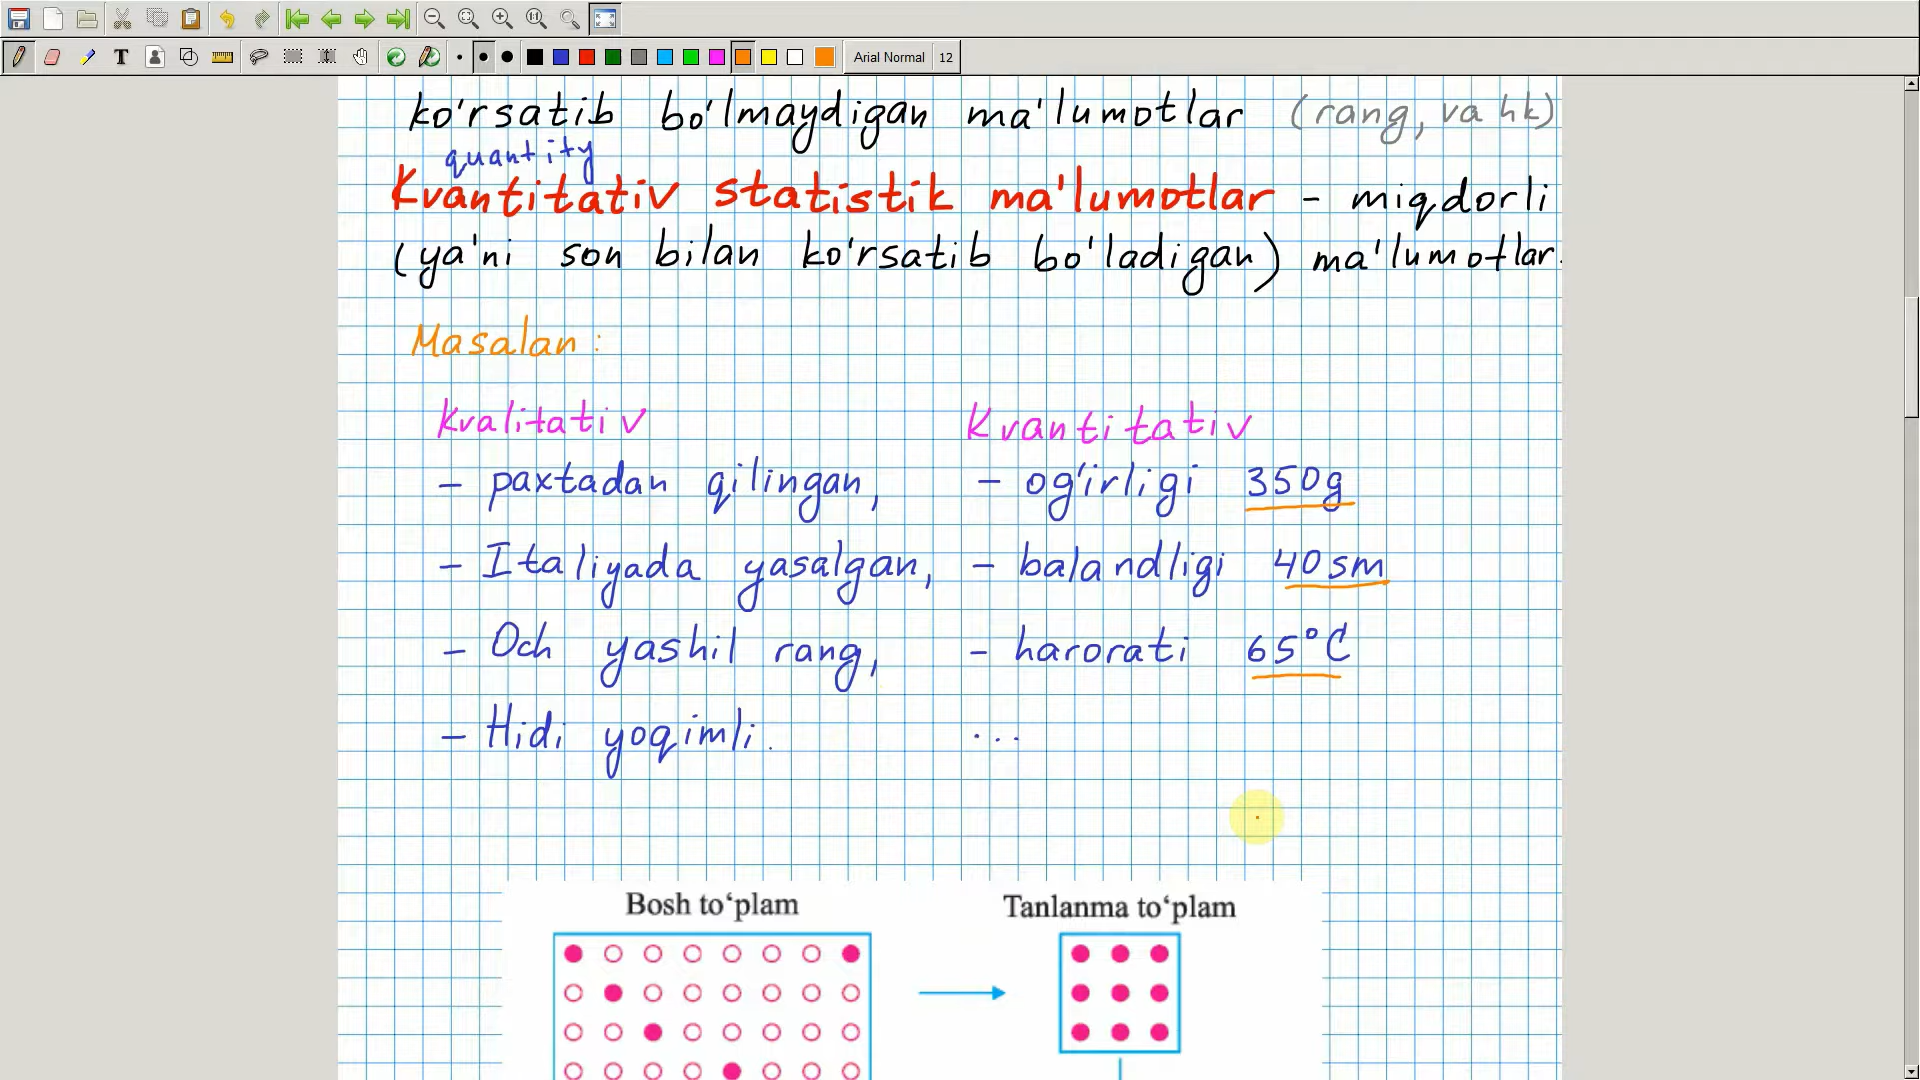 Arial Normal 12
ko'rsatib bo'lmaydigan ma'lumotlar (rang, va hk)
quantity
Kvantitativ statistik ma'lumotlar - miqdorli
(ya'ni son bilan ko'rsatib bo'ladigan) ma'lumotlar.
Masalan:
Kvalitativ Kvantitativ
- paxtadan qilingan, - og'irligi 350g
- Italiyada yasalgan, - balandligi 40sm
- Och yashil rang, - harorati 65°C
- Hidi yoqimli. ...
Bosh to‘plam Tanlanma to‘plam